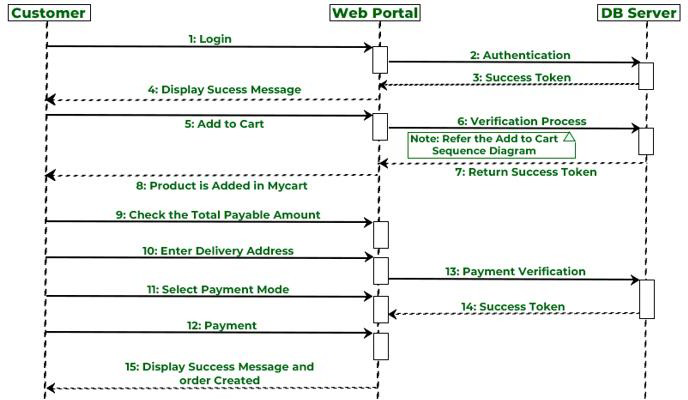 Customer
Web Portal
DB Server
1: Login
2: Authentication
3: Success Token
4: Display Sucess Message
5: Add to Cart
6: Verification Process
Note: Refer the Add to Cart
Sequence Diagram
7: Return Success Token
8: Product is Added in Mycart
9: Check the Total Payable Amount
10: Enter Delivery Address
13: Payment Verification
11: Select Payment Mode
14: Success Token
12: Payment
15: Display Success Message and
order Created